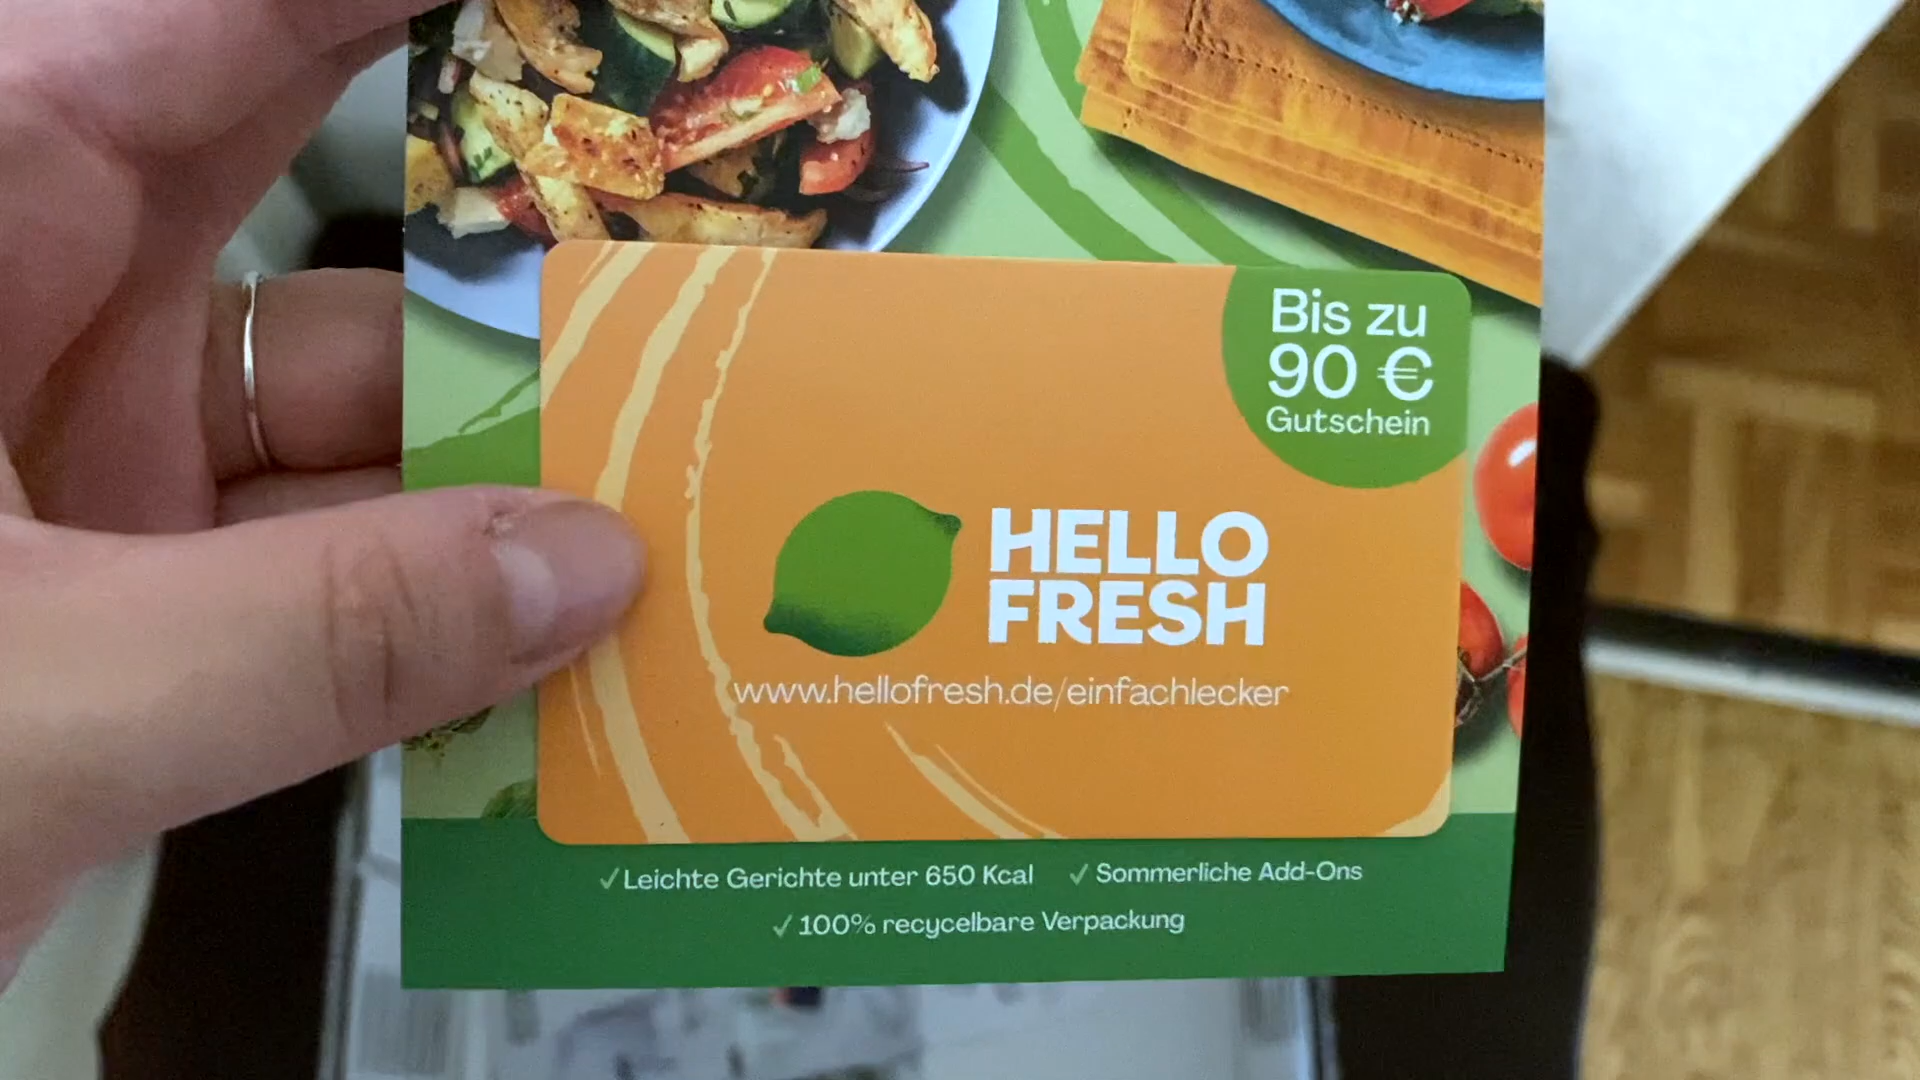 Bis zu
90 €
Gutschein
HELLO
FRESH
www.hellofresh.de/einfachlecker
✓Leichte Gerichte unter 650 Kcal ✓ Sommerliche Add-Ons
✓ 100% recycelbare Verpackung